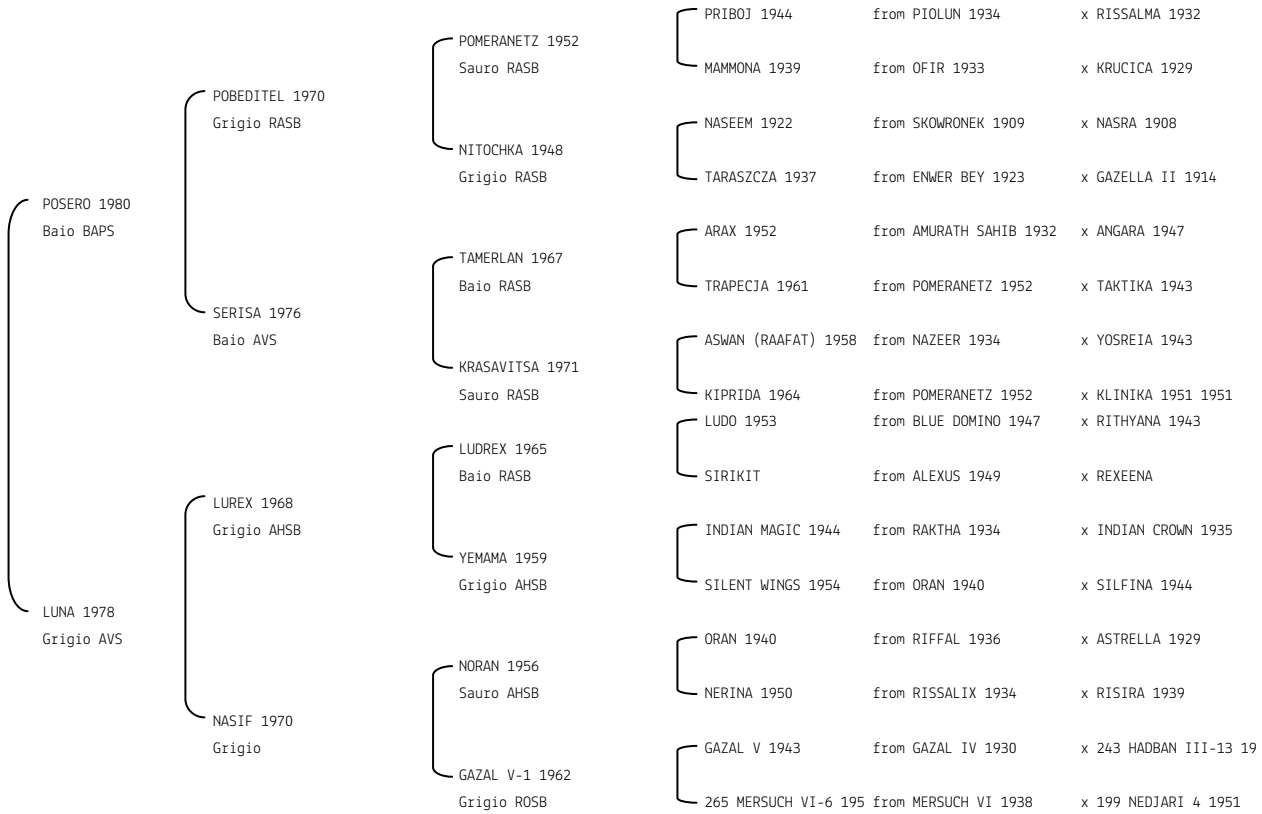 PRIBOJ 1944 from PIOLUN 1934 x RISSALMA 1932
POMERANETZ 1952
Sauro RASB
MAMMONA 1939 from OFIR 1933 x KRUCICA 1929
POBEDITEL 1970
Grigio RASB
NASEEM 1922 from SKOWRONEK 1909 x NASRA 1908
NITOCHKA 1948
Grigio RASB
TARASZCZA 1937 from ENWER BEY 1923 x GAZELLA II 1914
POSERO 1980
Baio BAPS
ARAX 1952 from AMURATH SAHIB 1932 x ANGARA 1947
TAMERLAN 1967
Baio RASB
TRAPECJA 1961 from POMERANETZ 1952 x TAKTIKA 1943
SERISA 1976
Baio AVS
ASWAN (RAAFAT) 1958 from NAZEER 1934 x YOSREIA 1943
KRASAVITSA 1971
Sauro RASB
KIPRIDA 1964 from POMERANETZ 1952 x KLINIKA 1951 1951
LUDO 1953 from BLUE DOMINO 1947 x RITHYANA 1943
LUDREX 1965
Baio RASB
SIRIKIT from ALEXUS 1949 x REXEENA
LUREX 1968
Grigio AHSB
INDIAN MAGIC 1944 from RAKTHA 1934 x INDIAN CROWN 1935
YEMAMA 1959
Grigio AHSB
SILENT WINGS 1954 from ORAN 1940 x SILFINA 1944
LUNA 1978
Grigio AVS
ORAN 1940 from RIFFAL 1936 x ASTRELLA 1929
NORAN 1956
Sauro AHSB
NERINA 1950 from RISSALIX 1934 x RISIRA 1939
NASIF 1970
Grigio
GAZAL V 1943 from GAZAL IV 1930 x 243 HADBAN III-13 19
GAZAL V-1 1962
Grigio ROSB
265 MERSUCH VI-6 195 from MERSUCH VI 1938 x 199 NEDJARI 4 1951